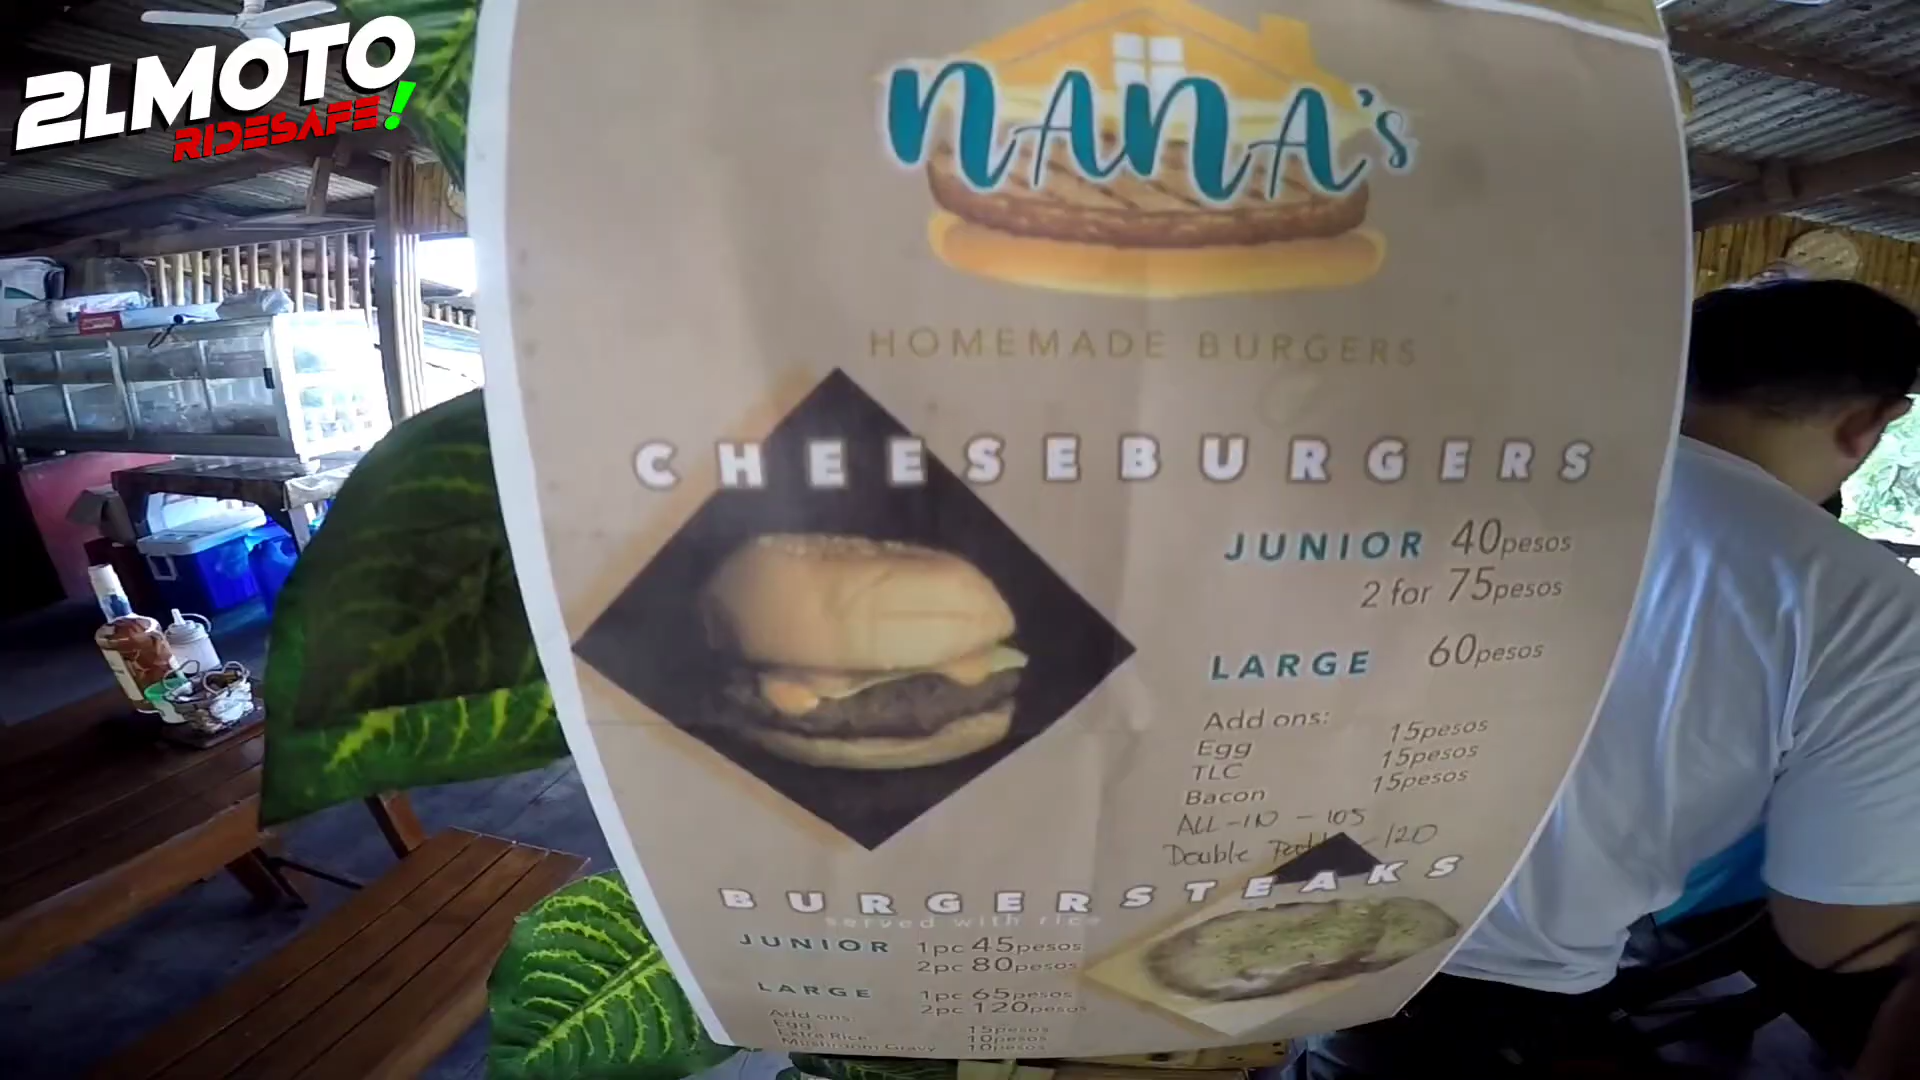 2LMOTO
RIDESAFE!
NANA's
HOMEMADE BURGERS
CHEESEBURGERS
JUNIOR 40pesos
2 for 75pesos
LARGE 60pesos
Add ons:
Egg 15pesos
TLC 15pesos
Bacon 15pesos
ALL-IN - 105
Double - 120
BURGERSTEAKS
served with rice
JUNIOR 1pc 45pesos
2pc 80pesos
LARGE 1pc 65pesos
2pc 120pesos
Add ons:
Egg 15pesos
Extra Rice 10pesos
Mushroom Gravy 10pesos